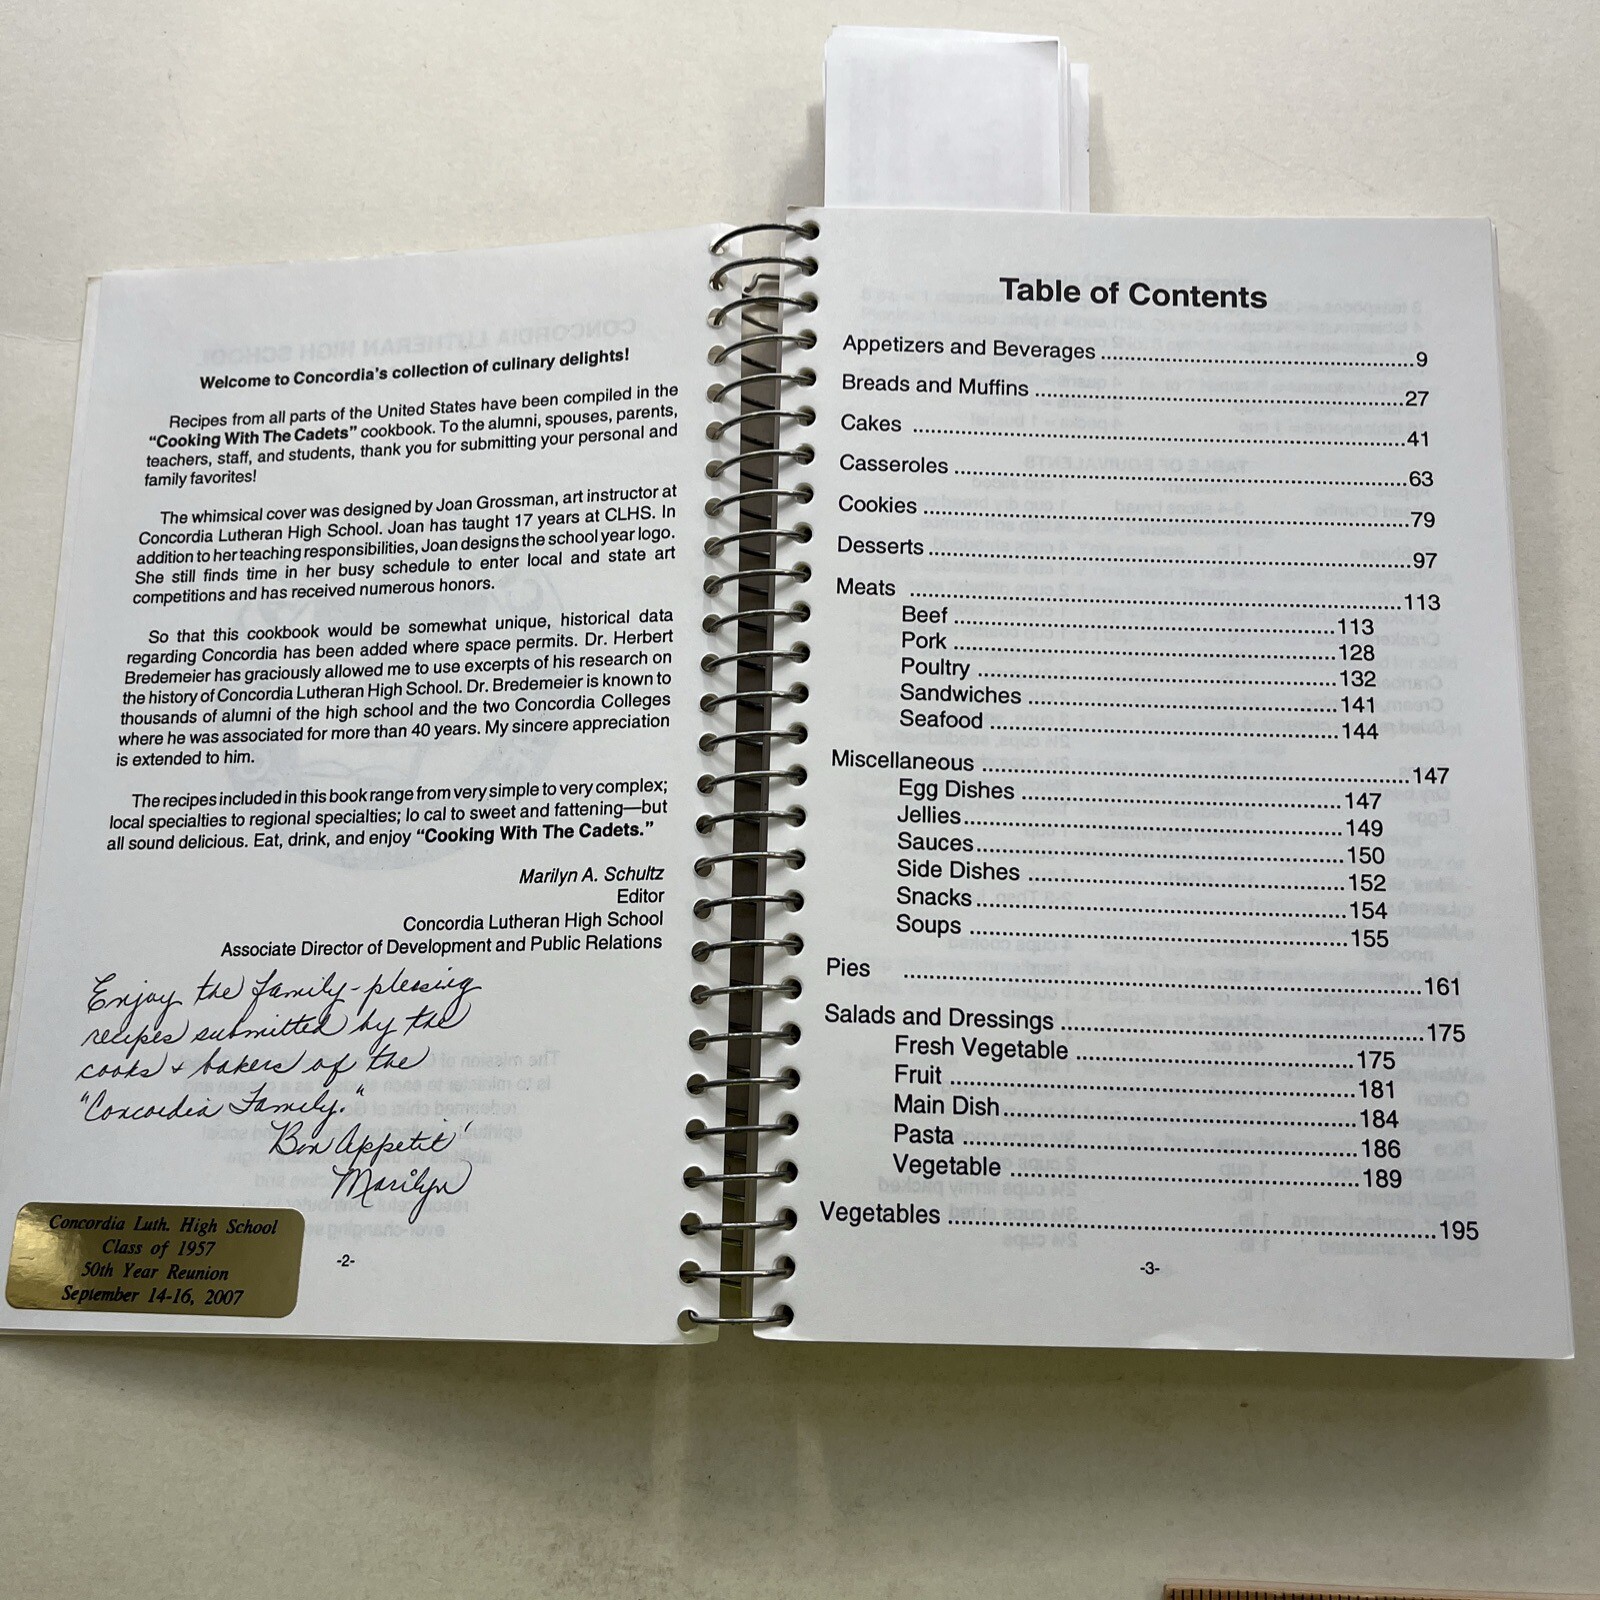 Welcome to Concordia's collection of culinary delights!
Recipes from all parts of the United States have been compiled in the
"Cooking With The Cadets" cookbook. To the alumni, spouses, parents,
teachers, staff, and students, thank you for submitting your personal and
family favorites!
The whimsical cover was designed by Joan Grossman, art instructor at
Concordia Lutheran High School. Joan has taught 17 years at CLHS. In
addition to her teaching responsibilities, Joan designs the school year logo.
She still finds time in her busy schedule to enter local and state art
competitions and has received numerous honors.
So that this cookbook would be somewhat unique, historical data
regarding Concordia has been added where space permits. Dr. Herbert
Bredemeier has graciously allowed me to use excerpts of his research on
the history of Concordia Lutheran High School. Dr. Bredemeier is known to
thousands of alumni of the high school and the two Concordia Colleges
where he was associated for more than 40 years. My sincere appreciation
is extended to him.
The recipes included in this book range from very simple to very complex;
local specialties to regional specialties; lo cal to sweet and fattening—but
all sound delicious. Eat, drink, and enjoy "Cooking With The Cadets."
Marilyn A. Schultz
Editor
Concordia Lutheran High School
Associate Director of Development and Public Relations
Enjoy the family-pleasing
recipes submitted by the
cooks + bakers of the
"Concordia Family."
Bon Appetit'
Marilyn
Concordia Luth. High School
Class of 1957
50th Year Reunion
September 14-16, 2007
-2-
Table of Contents
Appetizers and Beverages ... 9
Breads and Muffins ... 27
Cakes ... 41
Casseroles ... 63
Cookies ... 79
Desserts ... 97
Meats ... 113
Beef ... 113
Pork ... 128
Poultry ... 132
Sandwiches ... 141
Seafood ... 144
Miscellaneous ... 147
Egg Dishes ... 147
Jellies ... 149
Sauces ... 150
Side Dishes ... 152
Snacks ... 154
Soups ... 155
Pies ... 161
Salads and Dressings ... 175
Fresh Vegetable ... 175
Fruit ... 181
Main Dish ... 184
Pasta ... 186
Vegetable ... 189
Vegetables ... 195
-3-